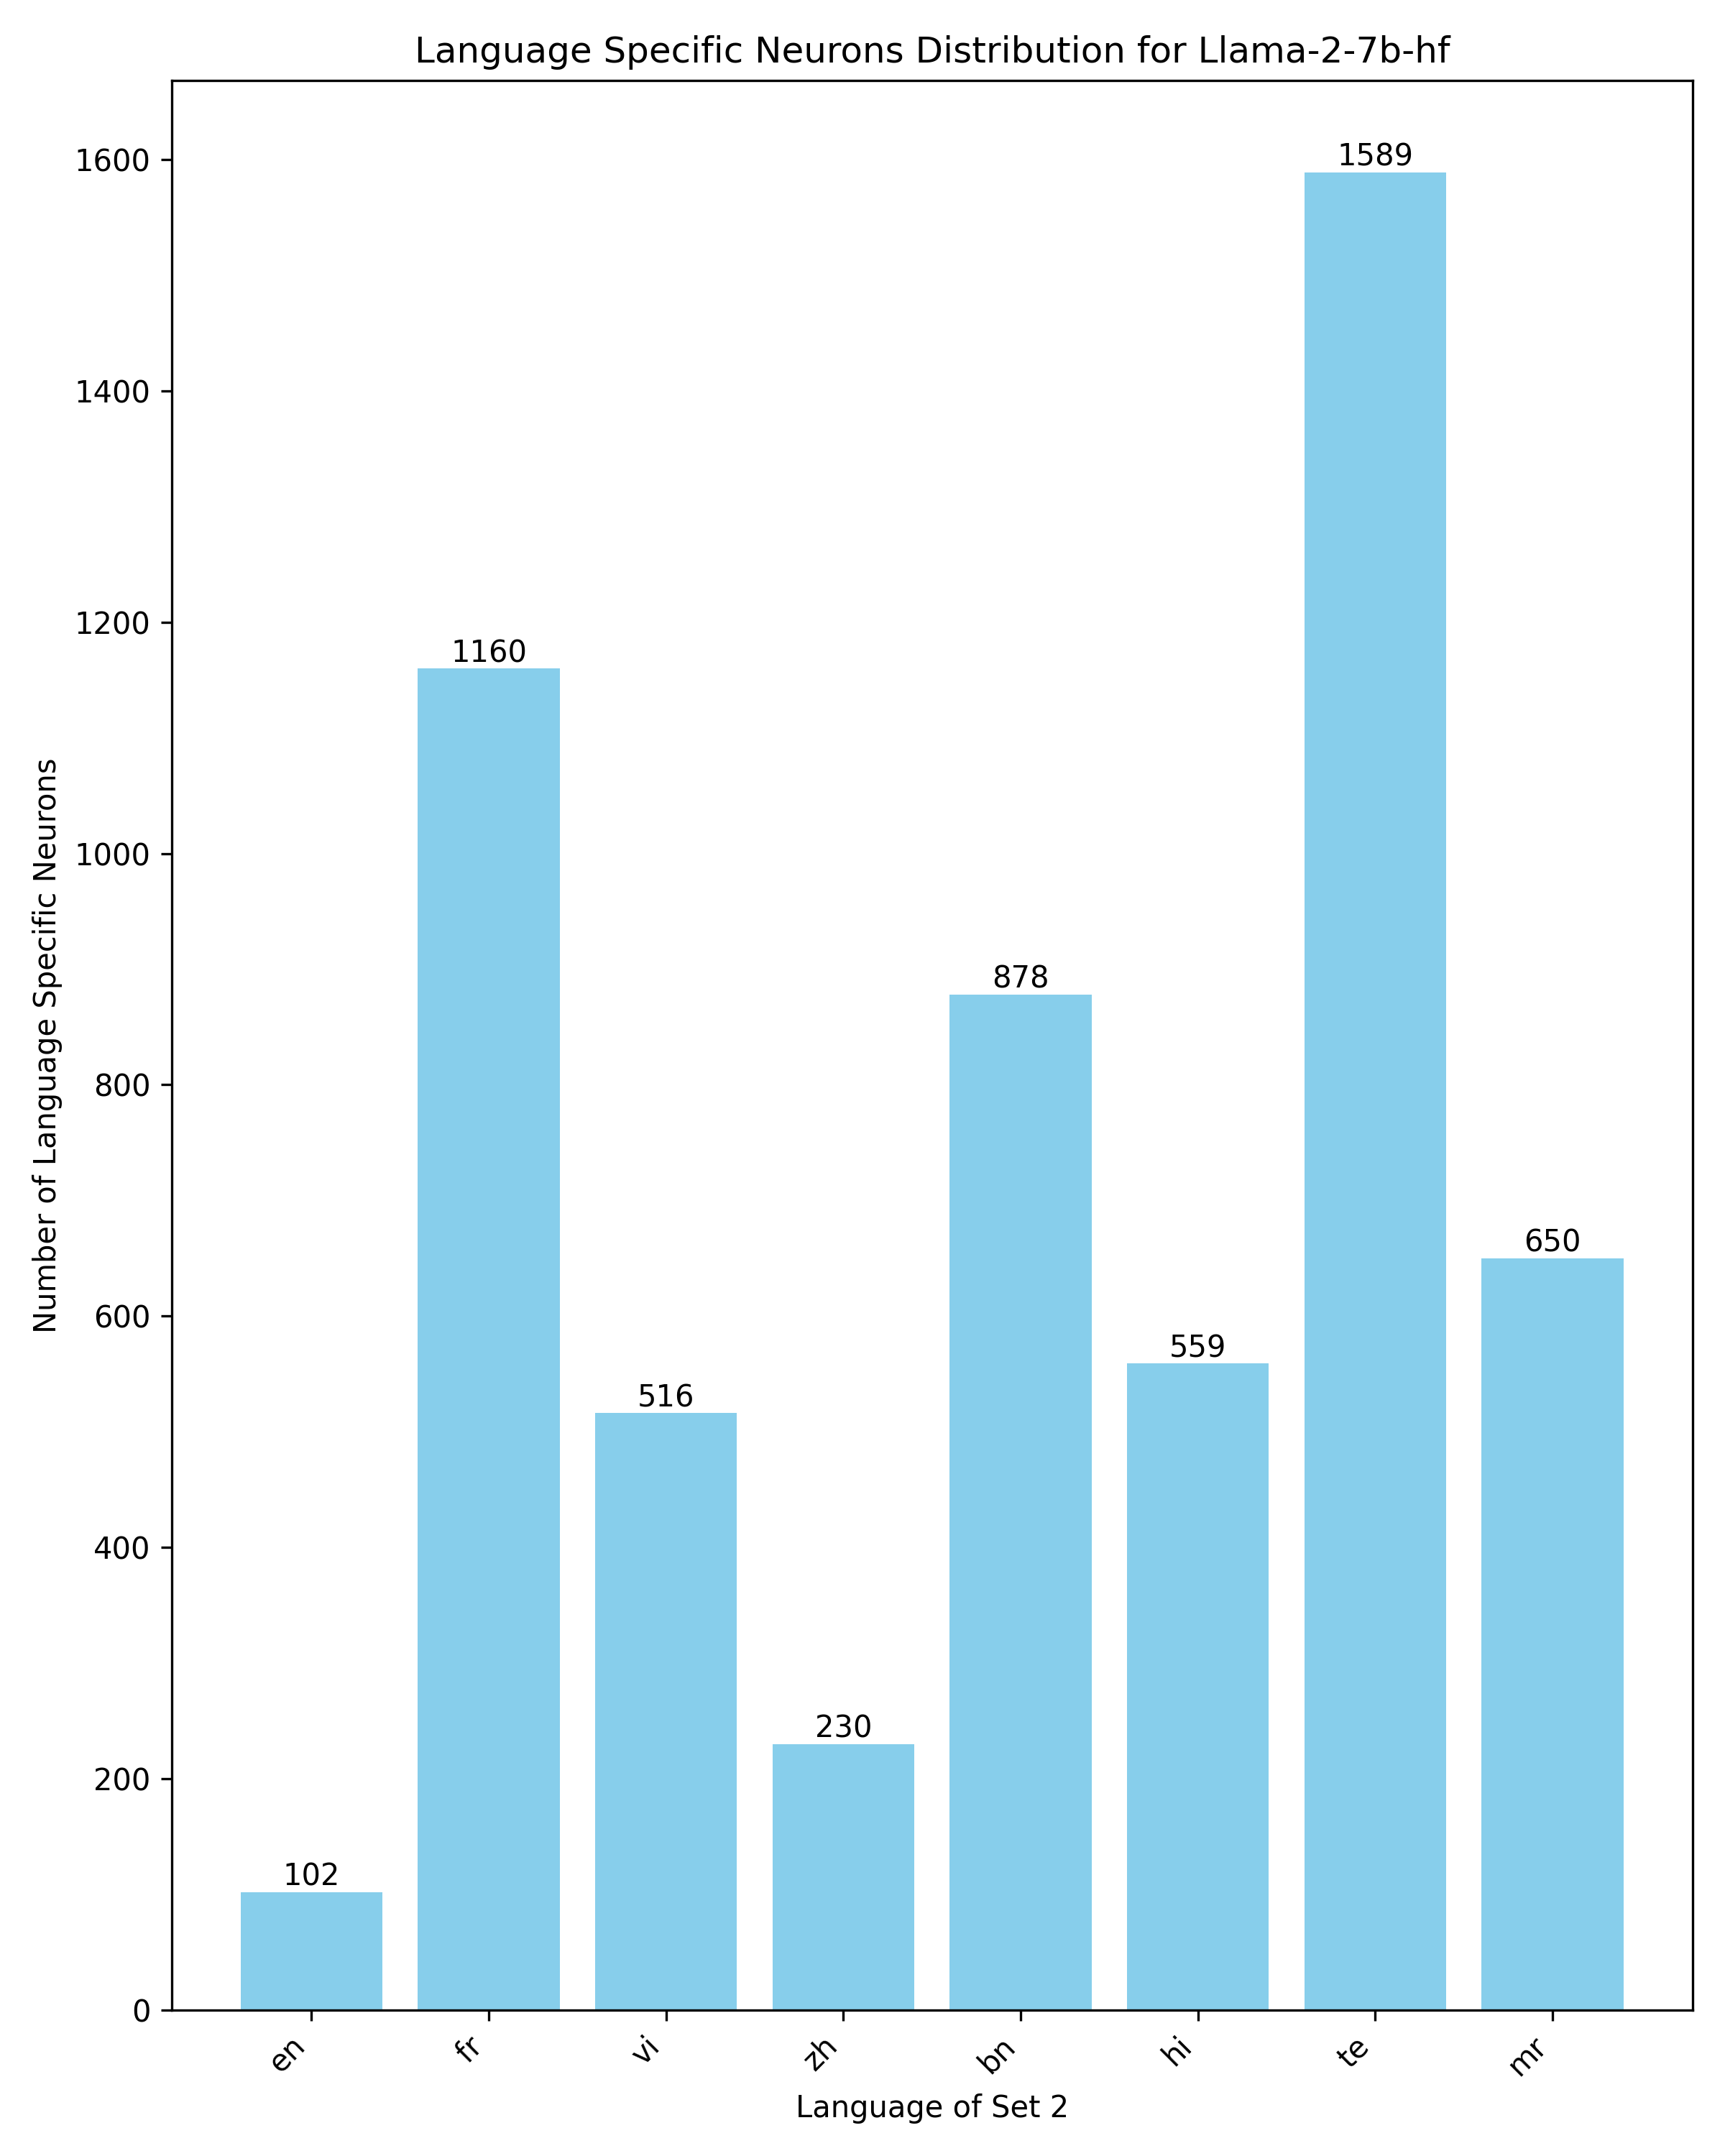 Language Specific Neurons Distribution for Llama-2-7b-hf
Number of Language Specific Neurons
1600
1400
1200
1000
800
600
400
200
0
102
1160
516
230
878
559
1589
650
en
fr
vi
zh
bn
hi
te
mr
Language of Set 2